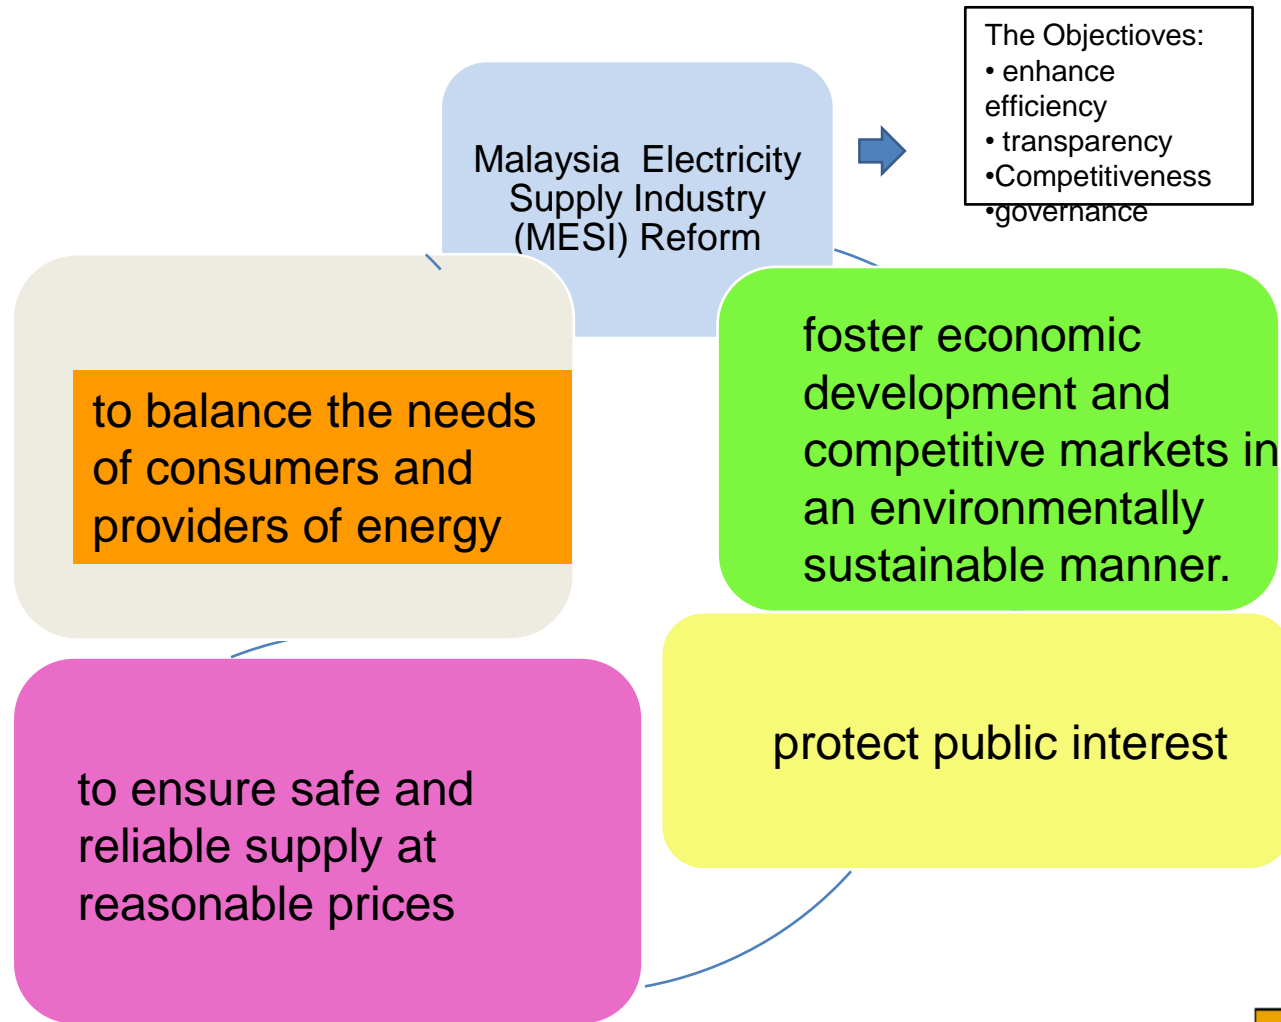 The Objectioves:
• enhance
efficiency
• transparency
•Competitiveness
•governance
Malaysia  Electricity
Supply Industry
(MESI) Reform
foster economic
development and
competitive markets in
an environmentally
sustainable manner.
to balance the needs
of consumers and
providers of energy
protect public interest
to ensure safe and
reliable supply at
reasonable prices